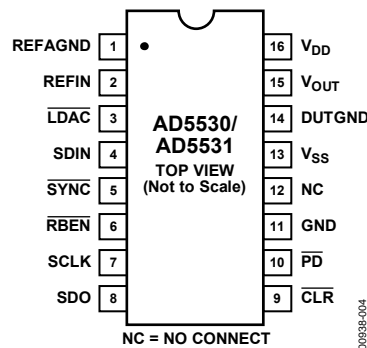 REFAGND 1 16 VDD
REFIN 2 15 VOUT
LDAC 3 14 DUTGND
SDIN 4 13 VSS
SYNC 5 12 NC
RBEN 6 11 GND
SCLK 7 10 PD
SDO 8 9 CLR
AD5530/
AD5531
TOP VIEW
(Not to Scale)
NC = NO CONNECT
00938-004